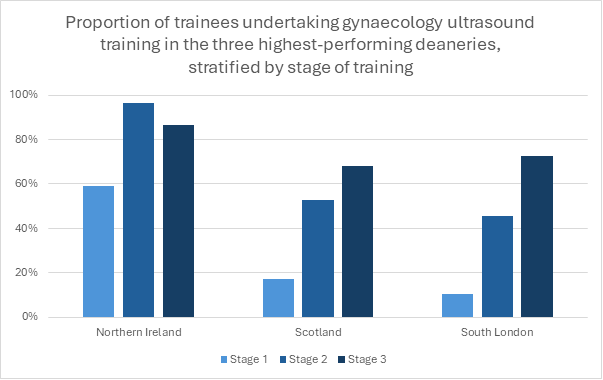 Proportion of trainees undertaking gynaecology ultrasound
training in the three highest-performing deaneries,
stratified by stage of training
100%
80%
60%
40%
20%
0%
Northern Ireland
Scotland
South London
Stage 1
Stage 2
Stage 3